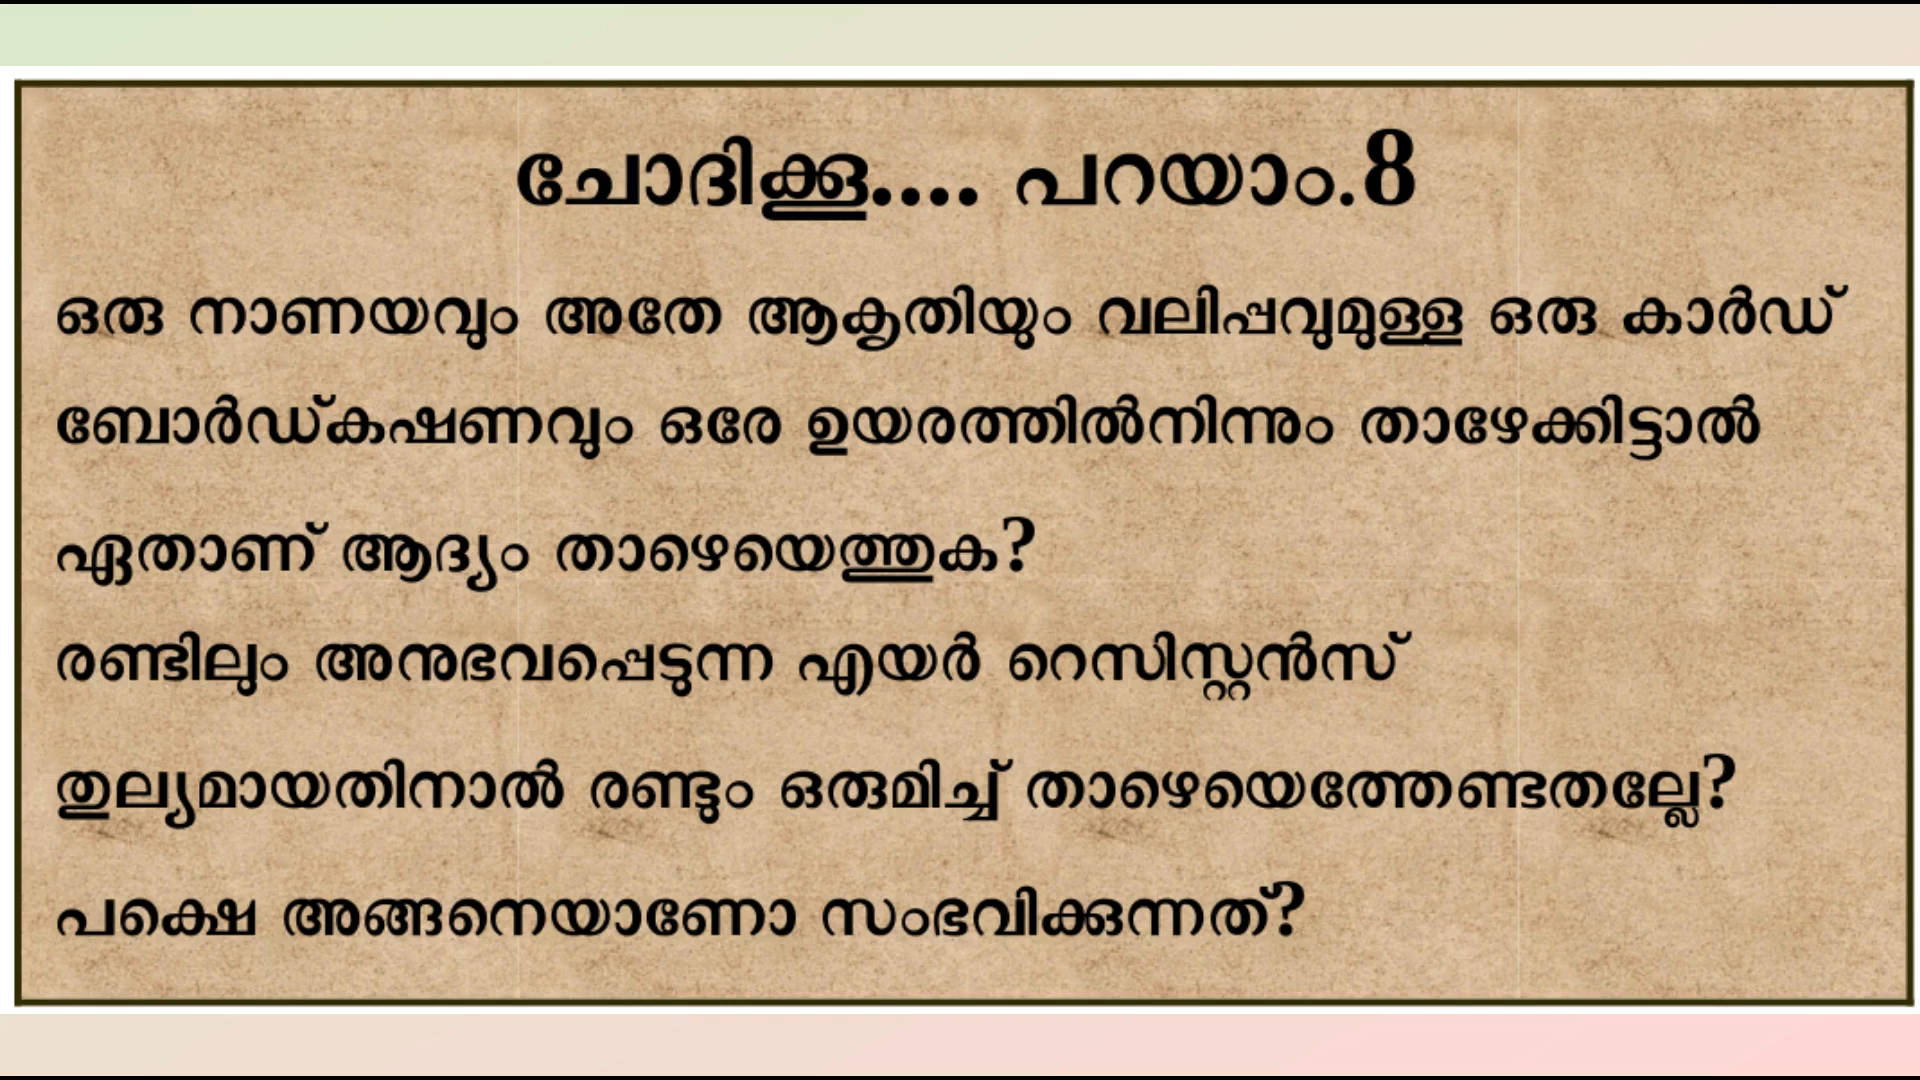 ചോദിക്കൂ.... പറയാം.8
ഒരു നാണയവും അതേ ആകൃതിയും വലിപ്പവുമുള്ള ഒരു കാർഡ്
ബോർഡ്കഷണവും ഒരേ ഉയരത്തിൽനിന്നും താഴേക്കിട്ടാൽ
ഏതാണ് ആദ്യം താഴെയെത്തുക?
രണ്ടിലും അനുഭവപ്പെടുന്ന എയർ റെസിസ്റ്റൻസ്
തുല്യമായതിനാൽ രണ്ടും ഒരുമിച്ച് താഴെയെത്തേണ്ടതല്ലേ?
പക്ഷെ അങ്ങനെയാണോ സംഭവിക്കുന്നത്?